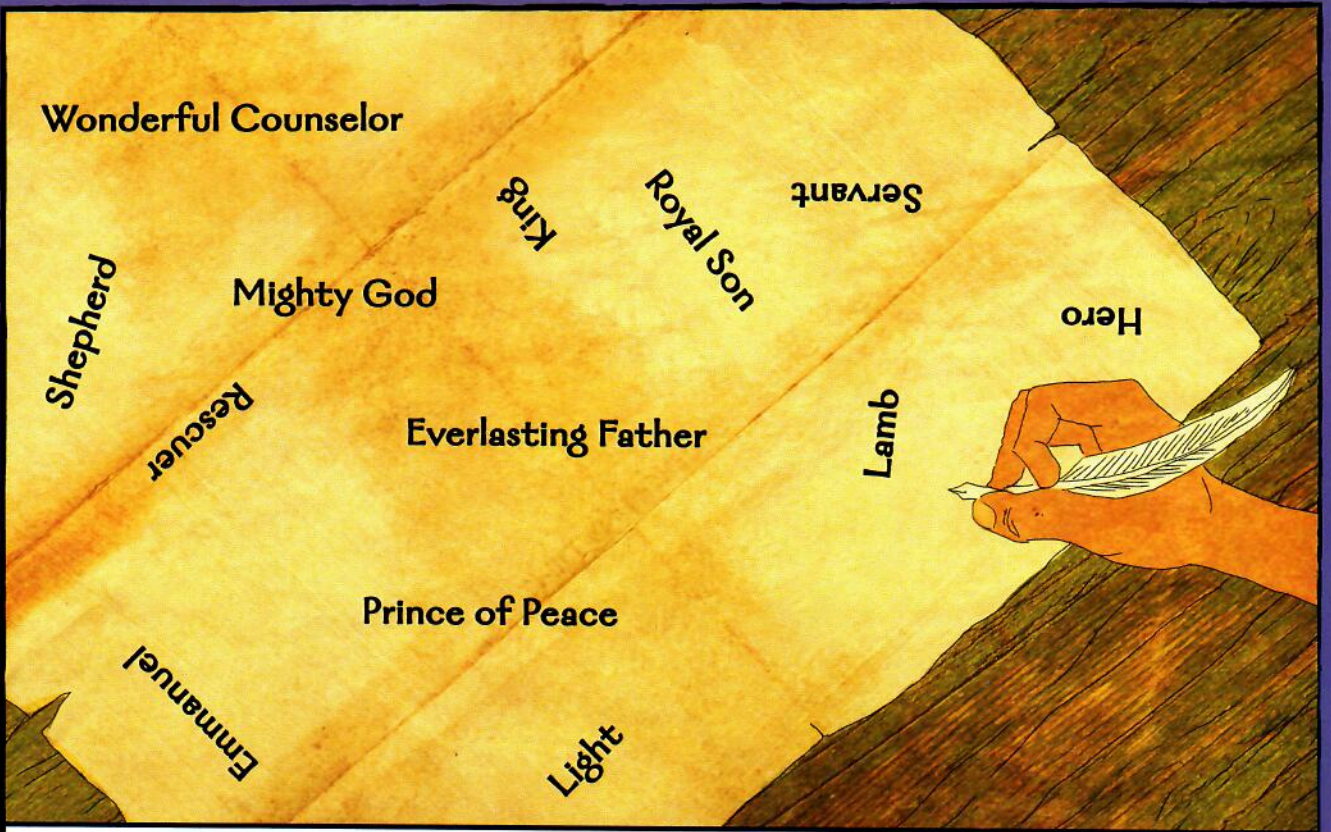 Wonderful Counselor
King
Royal Son
Servant
Shepherd
Mighty God
Hero
Rescuer
Everlasting Father
Lamb
Prince of Peace
Emmanuel
Light